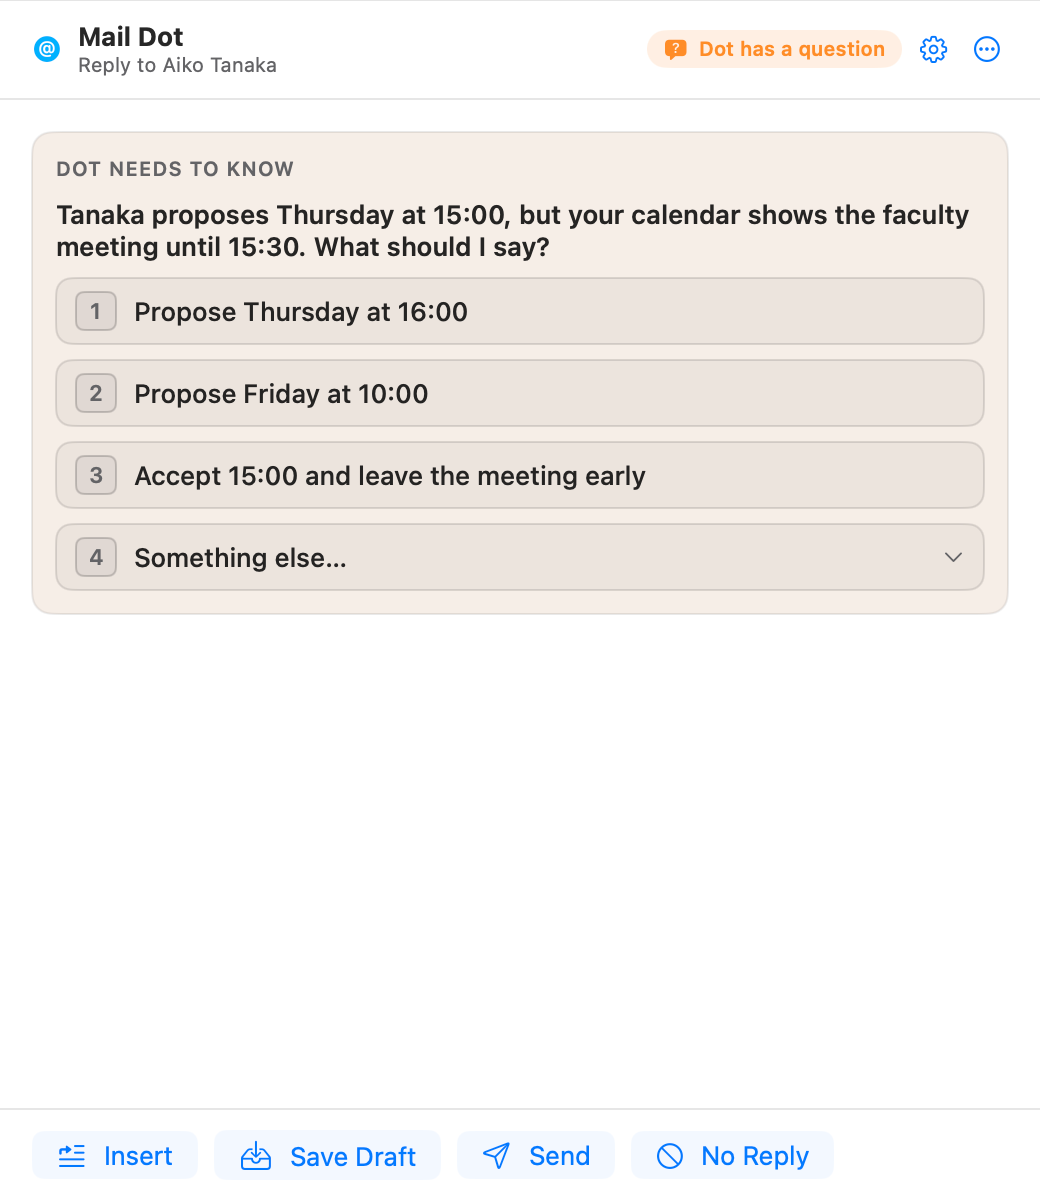 @
Mail Dot
Reply to Aiko Tanaka
? Dot has a question
DOT NEEDS TO KNOW
Tanaka proposes Thursday at 15:00, but your calendar shows the faculty
meeting until 15:30. What should I say?
1 Propose Thursday at 16:00
2 Propose Friday at 10:00
3 Accept 15:00 and leave the meeting early
4 Something else…
Insert
Save Draft
Send
No Reply